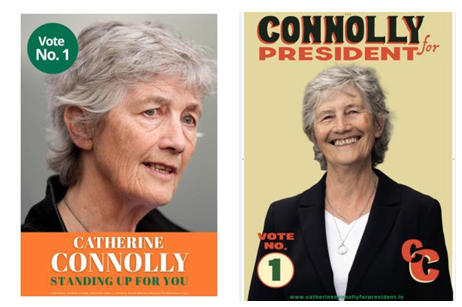 Vote
No. 1
CATHERINE
CONNOLLY
STANDING UP FOR YOU
CONNOLLY
for
PRESIDENT
VOTE
NO.
1
CC
www.catherineconnollyforpresident.ie